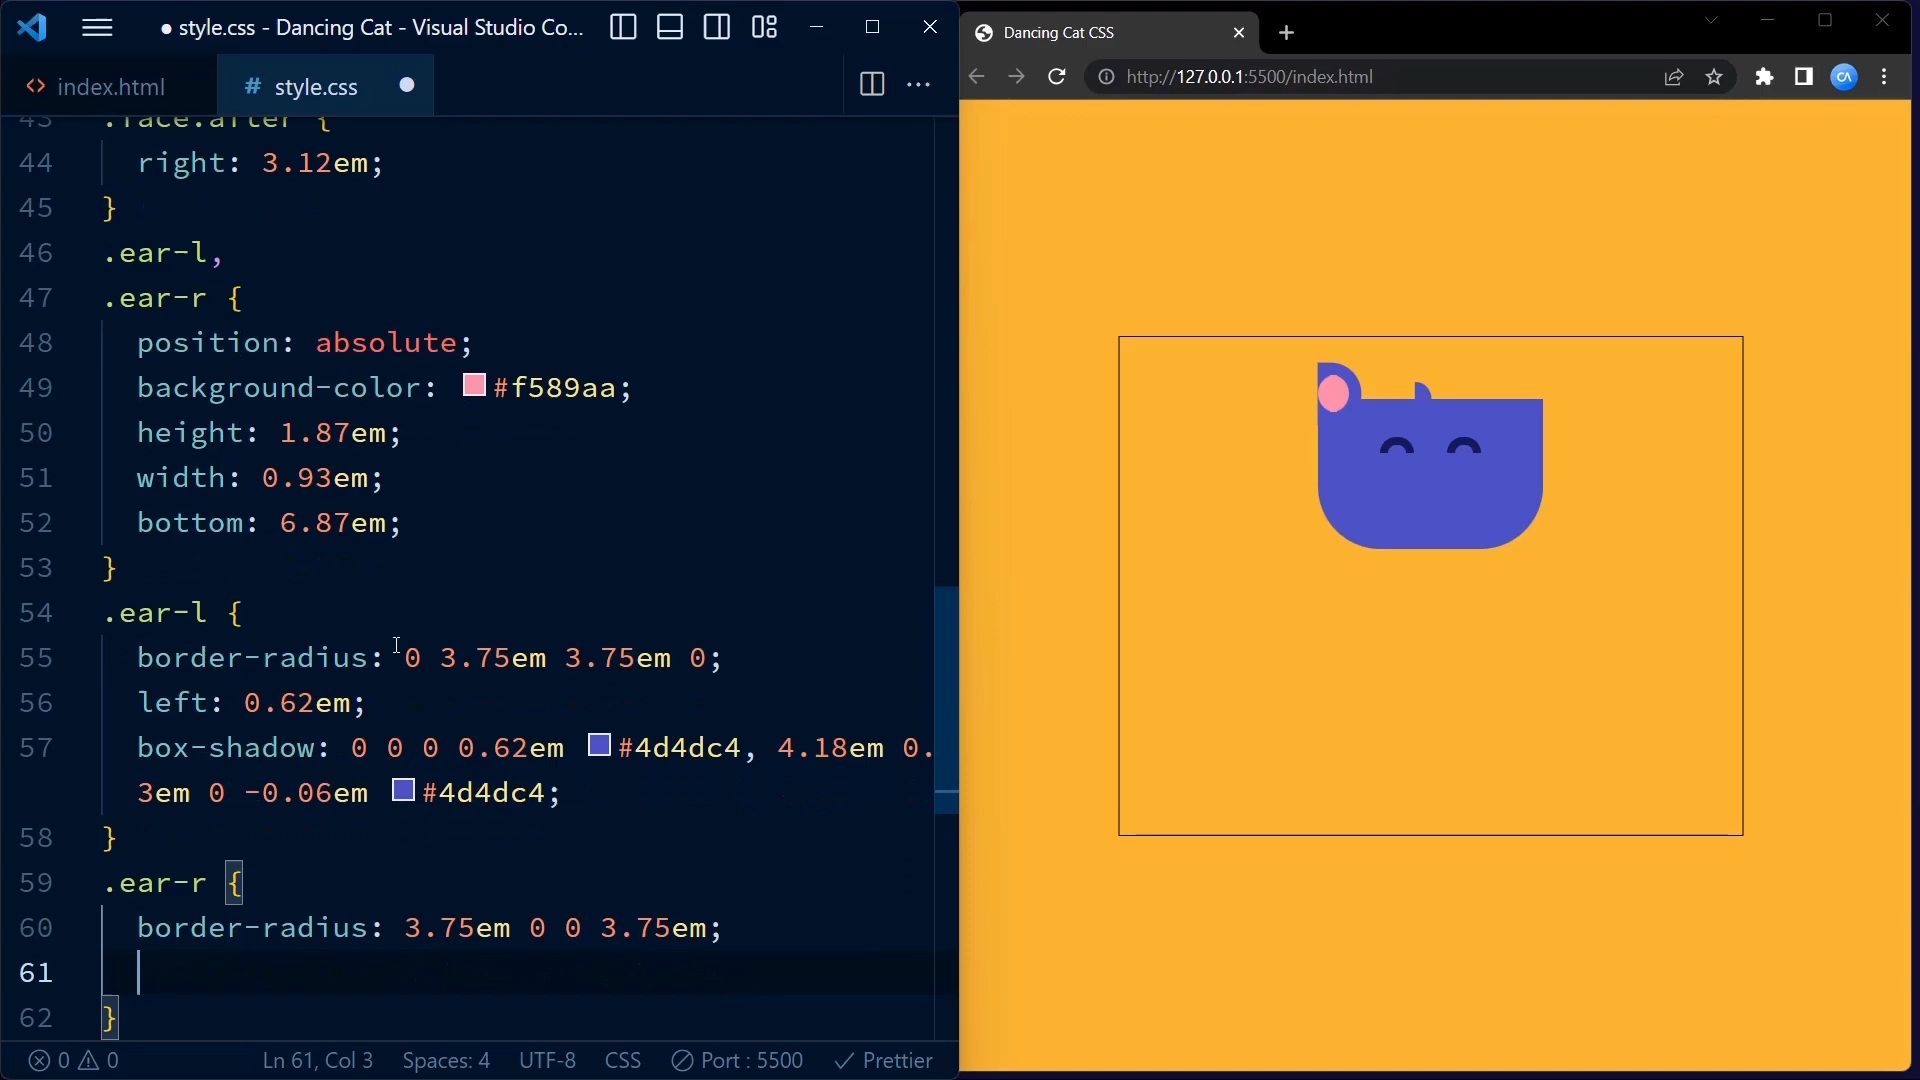 ● style.css - Dancing Cat - Visual Studio Co...
<> index.html
# style.css
43 .face.after {
44 right: 3.12em;
45 }
46 .ear-l,
47 .ear-r {
48 position: absolute;
49 background-color: #f589aa;
50 height: 1.87em;
51 width: 0.93em;
52 bottom: 6.87em;
53 }
54 .ear-l {
55 border-radius: 0 3.75em 3.75em 0;
56 left: 0.62em;
57 box-shadow: 0 0 0 0.62em #4d4dc4, 4.18em 0.
3em 0 -0.06em #4d4dc4;
58 }
59 .ear-r {
60 border-radius: 3.75em 0 0 3.75em;
61
62 }
0 0 Ln 61, Col 3 Spaces: 4 UTF-8 CSS Port : 5500 Prettier
Dancing Cat CSS
http://127.0.0.1:5500/index.html
CA